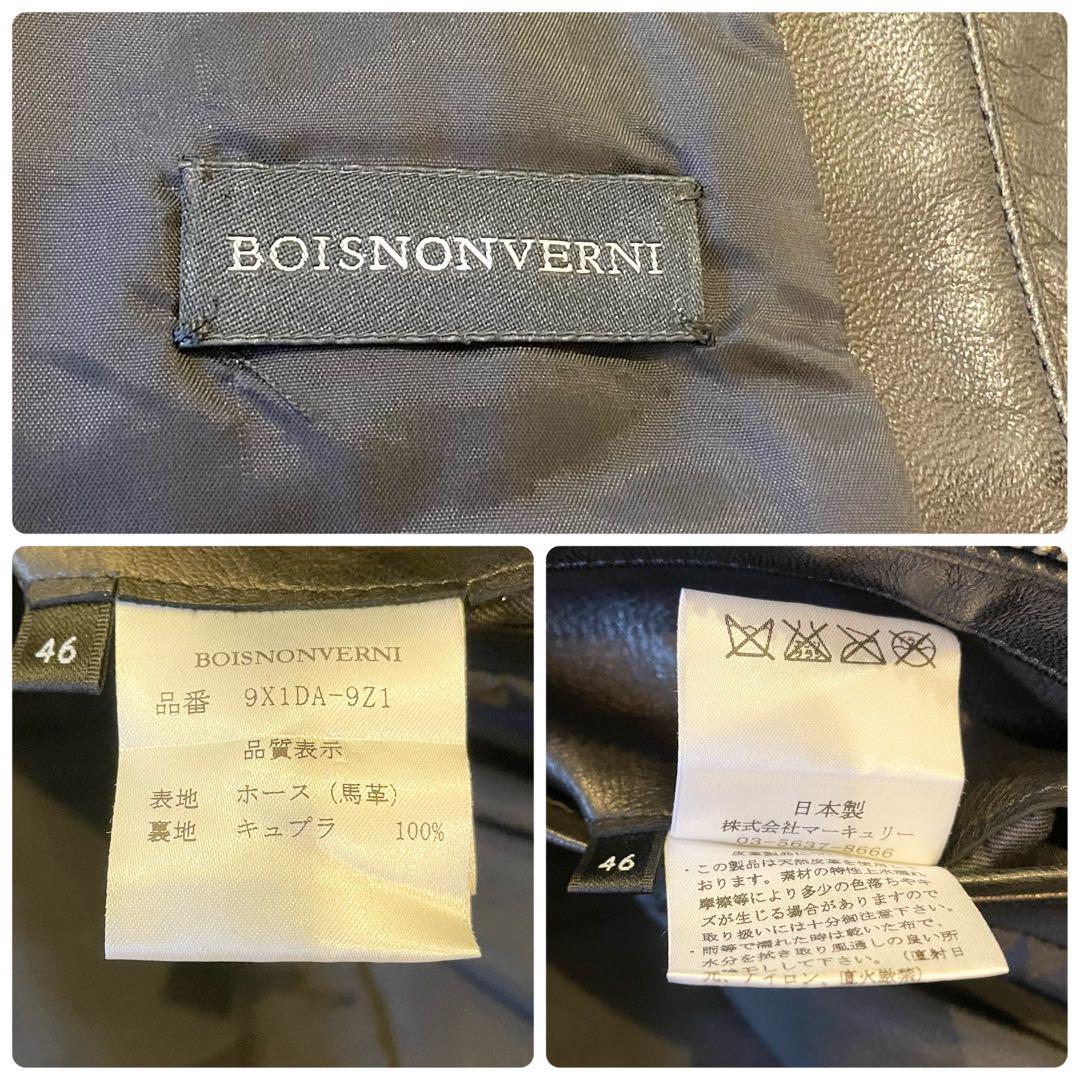 BOISNONVERNI
46
BOISNONVERNI
品番 9X1DA-9Z1
品質表示
表地 ホース (馬革)
裏地 キュプラ 100%
日本製
株式会社マーキュリー
03-5637-8666
46
・この製品は天然皮革を使用
おります。素材の特性上水濡れ
摩擦等により多少の色落ちやキ
ズが生じる場合がありますので
取り扱いには十分御注意下さい。
・雨等で濡れた時は乾いた布で、
水分を拭き取り風通しの良い所
で陰干しして下さい。(直射日
光、アイロン、直火厳禁)